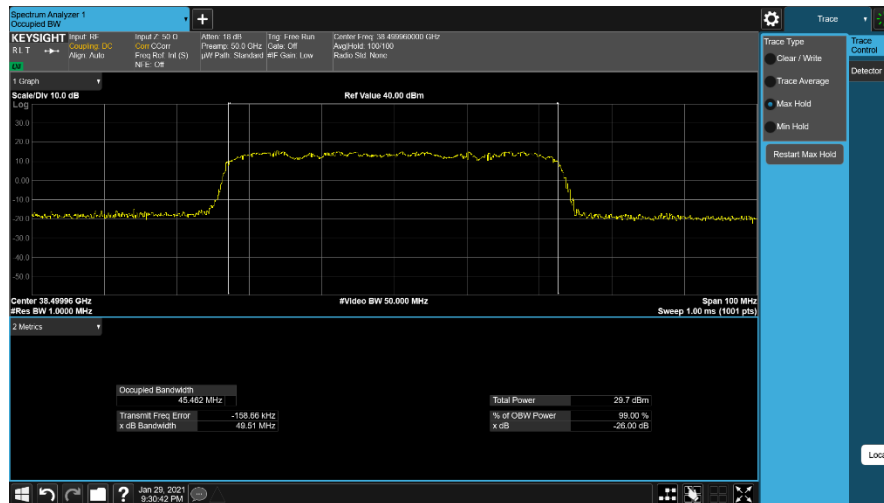 Spectrum Analyzer 1
Occupied BW
+
Trace
KEYSIGHT
RLT
Input: RF
Coupling: DC
Align: Auto
Input Z: 50 Ω
Corr CCorr
Freq Ref: Int (S)
NFE: Off
Atten: 18 dB
Preamp: 50.0 GHz
µW Path: Standard
Trig: Free Run
Gate: Off
#IF Gain: Low
Center Freq: 38.499960000 GHz
Avg|Hold: 100/100
Radio Std: None
1 Graph
Scale/Div 10.0 dB
Ref Value 40.00 dBm
Log
30.0
20.0
10.0
0.00
-10.0
-20.0
-30.0
-40.0
-50.0
Center 38.49996 GHz
#Video BW 50.000 MHz
Span 100 MHz
#Res BW 1.0000 MHz
Sweep 1.00 ms (1001 pts)
2 Metrics
Occupied Bandwidth
45.462 MHz
Total Power 29.7 dBm
Transmit Freq Error -158.66 kHz
% of OBW Power 99.00 %
x dB Bandwidth 49.51 MHz
x dB -26.00 dB
Trace Type
Clear / Write
Trace Average
Max Hold
Min Hold
Restart Max Hold
Trace
Control
Detector
?
Jan 29, 2021
9:30:42 PM